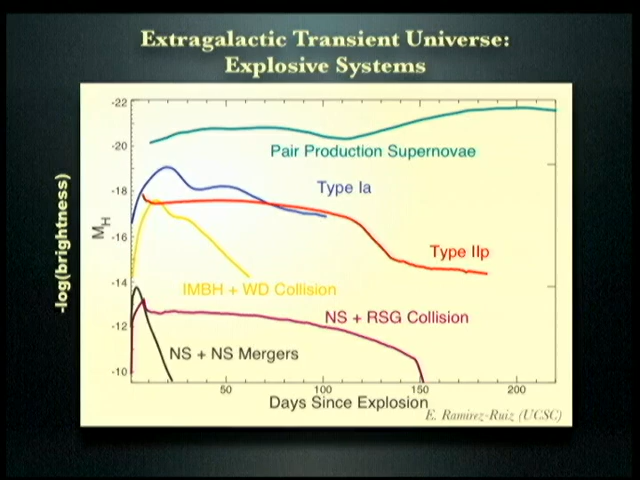 Extragalactic Transient Universe:
Explosive Systems
-log(brightness)
M_H
-22
-20
-18
-16
-14
-12
-10
Pair Production Supernovae
Type Ia
Type IIp
IMBH + WD Collision
NS + RSG Collision
NS + NS Mergers
50
100
150
200
Days Since Explosion
E. Ramirez-Ruiz (UCSC)